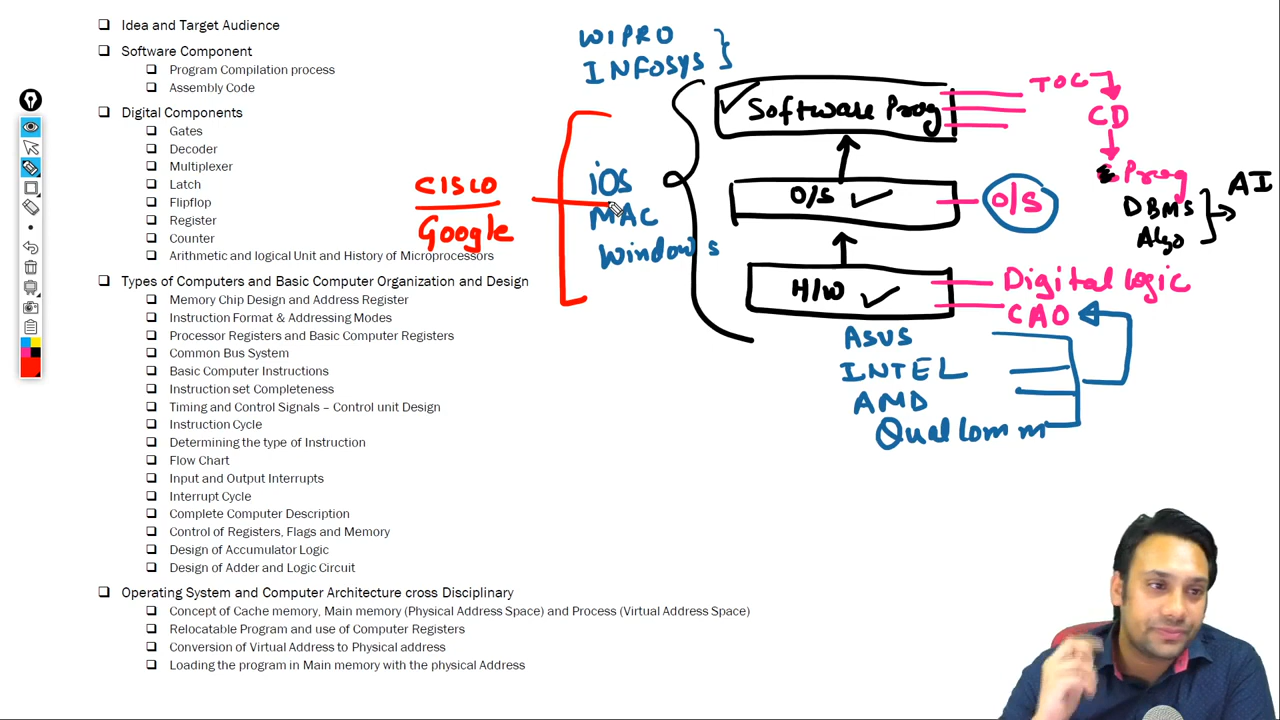 Idea and Target Audience
Software Component
Program Compilation process
Assembly Code
Digital Components
Gates
Decoder
Multiplexer
Latch
Flipflop
Register
Counter
Arithmetic and logical Unit and History of Microprocessors
Types of Computers and Basic Computer Organization and Design
Memory Chip Design and Address Register
Instruction Format & Addressing Modes
Processor Registers and Basic Computer Registers
Common Bus System
Basic Computer Instructions
Instruction set Completeness
Timing and Control Signals – Control unit Design
Instruction Cycle
Determining the type of Instruction
Flow Chart
Input and Output Interrupts
Interrupt Cycle
Complete Computer Description
Control of Registers, Flags and Memory
Design of Accumulator Logic
Design of Adder and Logic Circuit
Operating System and Computer Architecture cross Disciplinary
Concept of Cache memory, Main memory (Physical Address Space) and Process (Virtual Address Space)
Relocatable Program and use of Computer Registers
Conversion of Virtual Address to Physical address
Loading the program in Main memory with the physical Address
WIPRO
INFOSYS
CISCO
Google
iOS
MAC
Windows
Software Prog
O/S
H/W
TOC
CD
Prog
DBMS
Algo
AI
O/S
Digital logic
CAO
ASUS
INTEL
AMD
Qualcomm